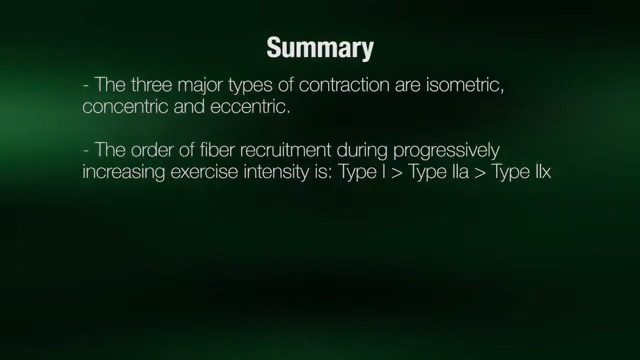 Summary
- The three major types of contraction are isometric,
concentric and eccentric.
- The order of fiber recruitment during progressively
increasing exercise intensity is: Type I > Type IIa > Type IIx